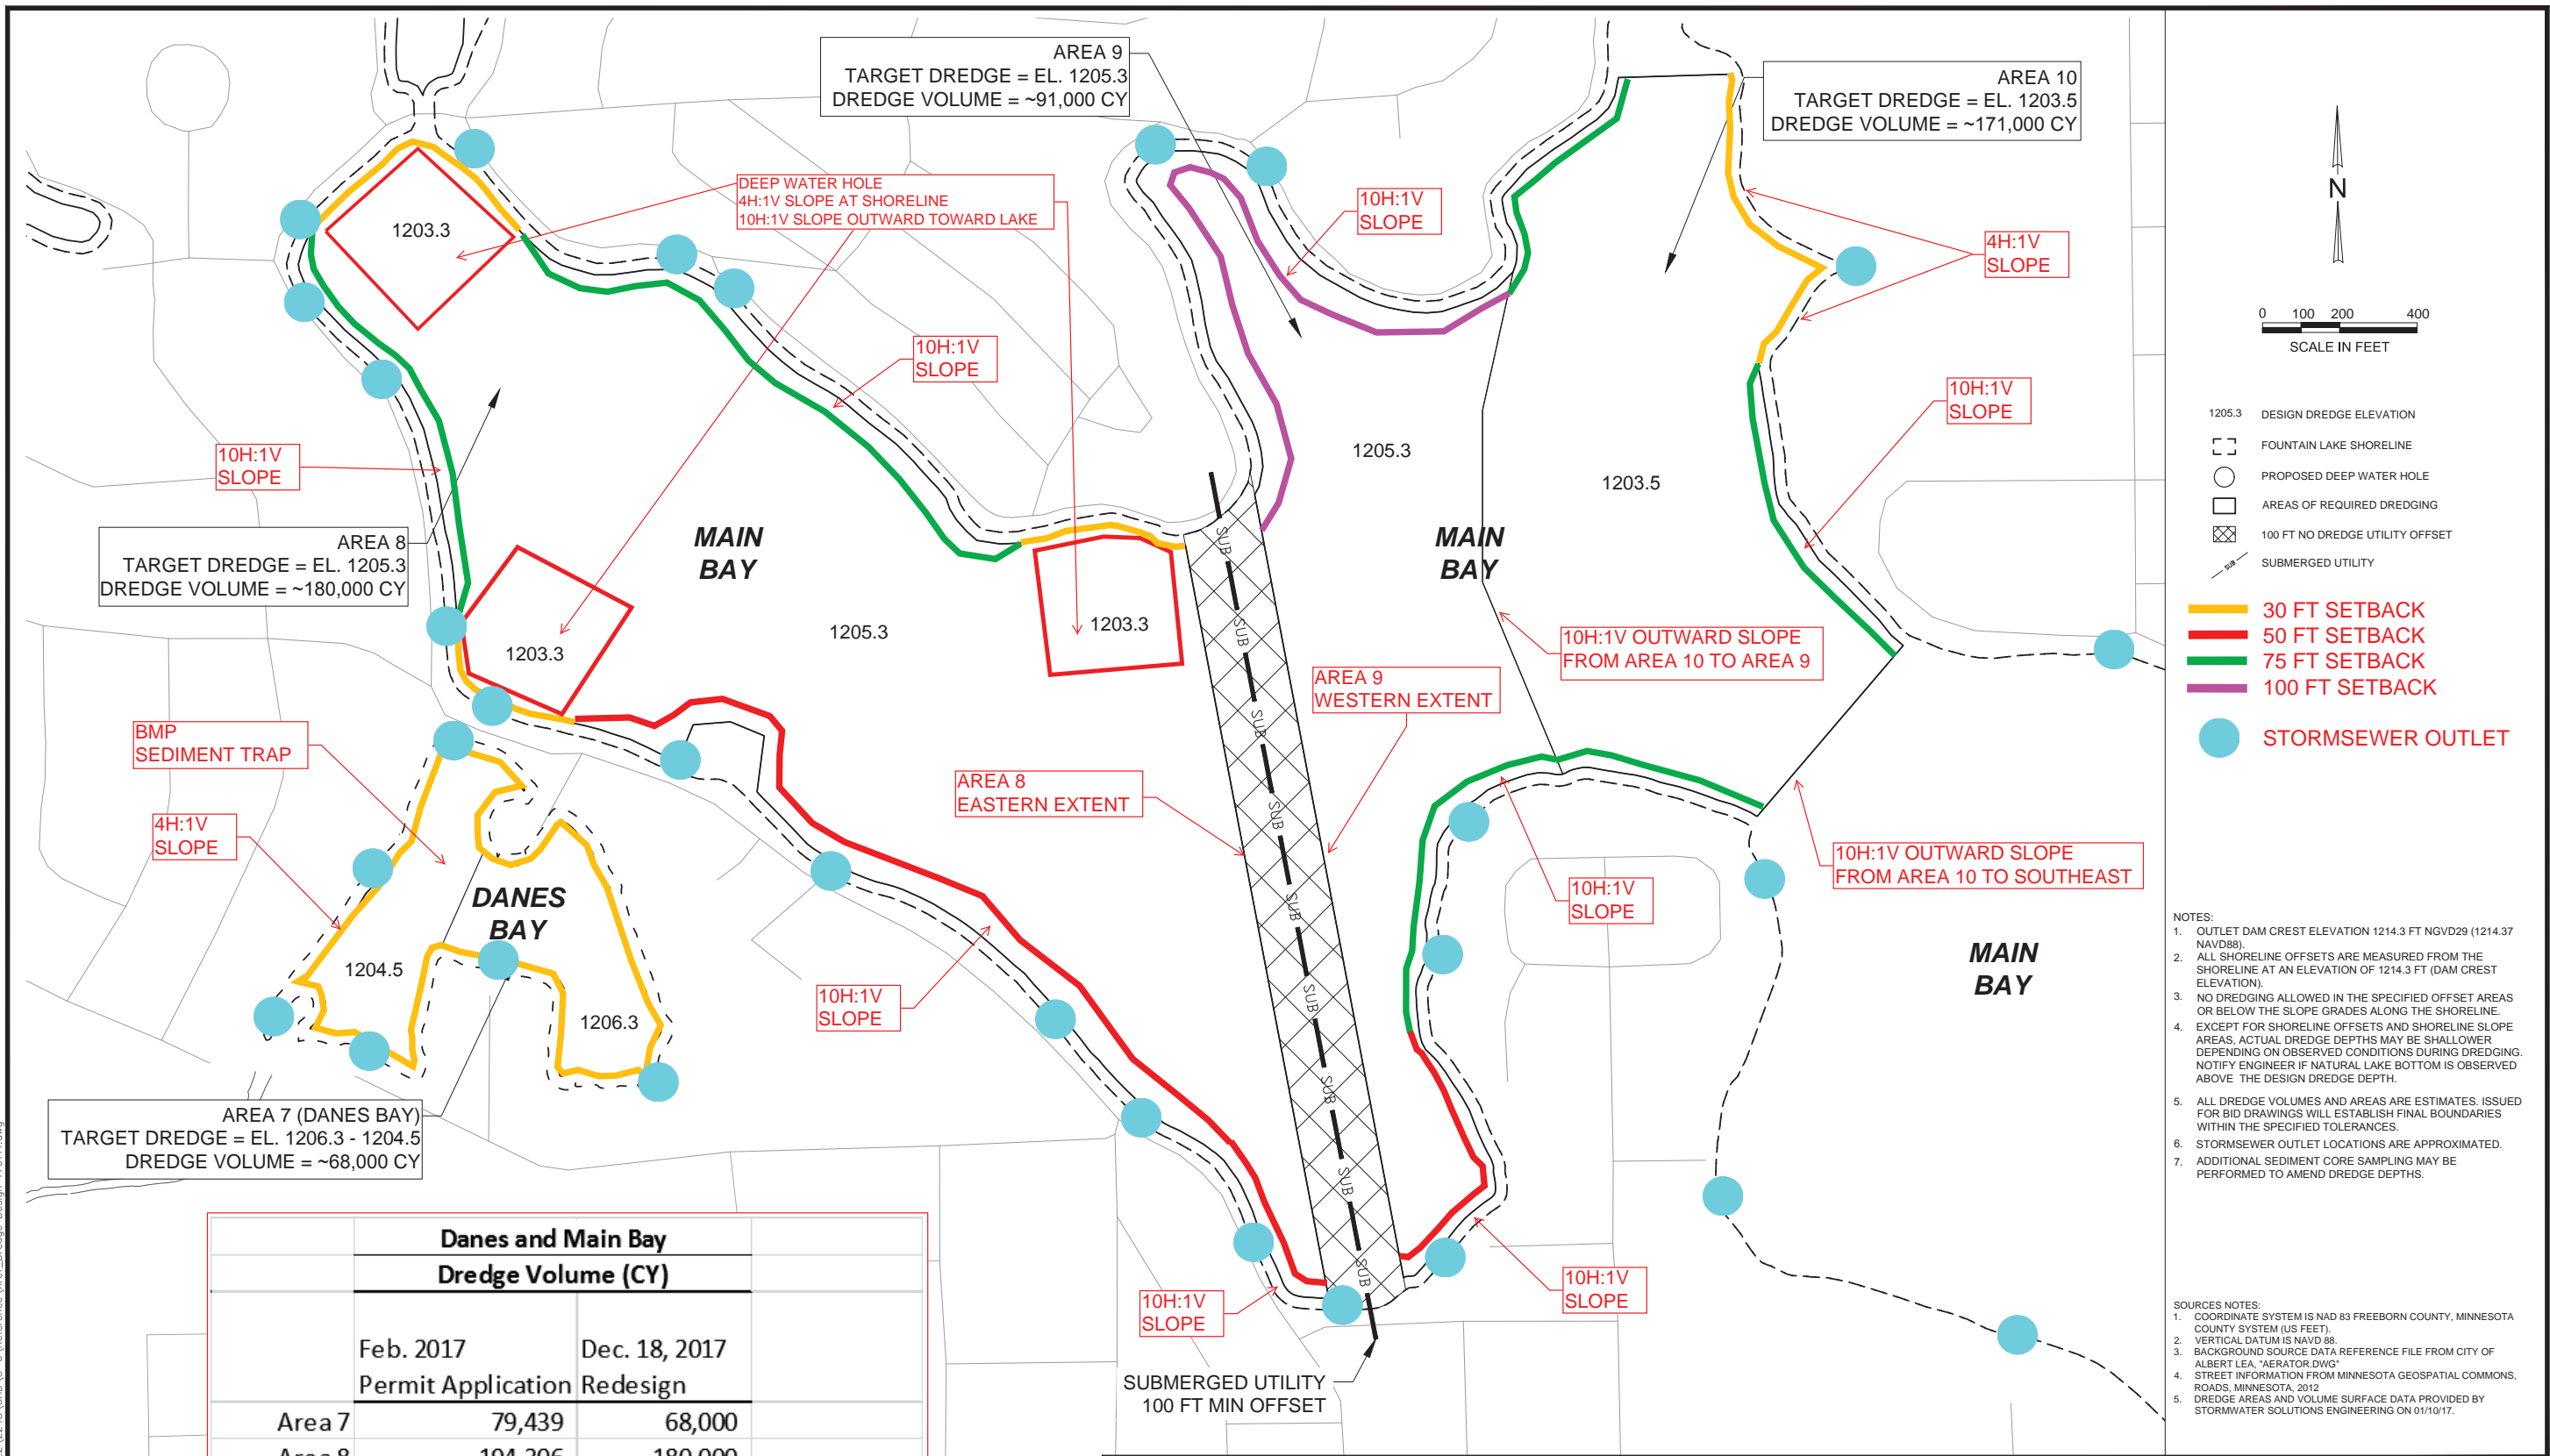 AREA 9
TARGET DREDGE = EL. 1205.3
DREDGE VOLUME = ~91,000 CY
AREA 10
TARGET DREDGE = EL. 1203.5
DREDGE VOLUME = ~171,000 CY
DEEP WATER HOLE
4H:1V SLOPE AT SHORELINE
10H:1V SLOPE OUTWARD TOWARD LAKE
1203.3
10H:1V
SLOPE
4H:1V
SLOPE
10H:1V
SLOPE
10H:1V
SLOPE
10H:1V
SLOPE
1205.3
1203.5
AREA 8
TARGET DREDGE = EL. 1205.3
DREDGE VOLUME = ~180,000 CY
MAIN
BAY
MAIN
BAY
1203.3
1205.3
1203.3
10H:1V OUTWARD SLOPE
FROM AREA 10 TO AREA 9
AREA 9
WESTERN EXTENT
BMP
SEDIMENT TRAP
AREA 8
EASTERN EXTENT
4H:1V
SLOPE
10H:1V OUTWARD SLOPE
FROM AREA 10 TO SOUTHEAST
10H:1V
SLOPE
DANES
BAY
MAIN
BAY
1204.5
10H:1V
SLOPE
1206.3
AREA 7 (DANES BAY)
TARGET DREDGE = EL. 1206.3 - 1204.5
DREDGE VOLUME = ~68,000 CY
SUB
SUB
SUB
SUB
SUB
SUB
SUB
SUB
SUB
SUB
10H:1V
SLOPE
10H:1V
SLOPE
SUBMERGED UTILITY
100 FT MIN OFFSET
Danes and Main Bay
Dredge Volume (CY)
Feb. 2017 Dec. 18, 2017
Permit Application Redesign
Area 7 79,439 68,000
N
0 100 200 400
SCALE IN FEET
1205.3 DESIGN DREDGE ELEVATION
FOUNTAIN LAKE SHORELINE
PROPOSED DEEP WATER HOLE
AREAS OF REQUIRED DREDGING
100 FT NO DREDGE UTILITY OFFSET
SUB SUBMERGED UTILITY
30 FT SETBACK
50 FT SETBACK
75 FT SETBACK
100 FT SETBACK
STORMSEWER OUTLET
NOTES:
1. OUTLET DAM CREST ELEVATION 1214.3 FT NGVD29 (1214.37
NAVD88).
2. ALL SHORELINE OFFSETS ARE MEASURED FROM THE
SHORELINE AT AN ELEVATION OF 1214.3 FT (DAM CREST
ELEVATION).
3. NO DREDGING ALLOWED IN THE SPECIFIED OFFSET AREAS
OR BELOW THE SLOPE GRADES ALONG THE SHORELINE.
4. EXCEPT FOR SHORELINE OFFSETS AND SHORELINE SLOPE
AREAS, ACTUAL DREDGE DEPTHS MAY BE SHALLOWER
DEPENDING ON OBSERVED CONDITIONS DURING DREDGING.
NOTIFY ENGINEER IF NATURAL LAKE BOTTOM IS OBSERVED
ABOVE THE DESIGN DREDGE DEPTH.
5. ALL DREDGE VOLUMES AND AREAS ARE ESTIMATES. ISSUED
FOR BID DRAWINGS WILL ESTABLISH FINAL BOUNDARIES
WITHIN THE SPECIFIED TOLERANCES.
6. STORMSEWER OUTLET LOCATIONS ARE APPROXIMATED.
7. ADDITIONAL SEDIMENT CORE SAMPLING MAY BE
PERFORMED TO AMEND DREDGE DEPTHS.
SOURCES NOTES:
1. COORDINATE SYSTEM IS NAD 83 FREEBORN COUNTY, MINNESOTA
COUNTY SYSTEM (US FEET).
2. VERTICAL DATUM IS NAVD 88.
3. BACKGROUND SOURCE DATA REFERENCE FILE FROM CITY OF
ALBERT LEA, "AERATOR.DWG"
4. STREET INFORMATION FROM MINNESOTA GEOSPATIAL COMMONS,
ROADS, MINNESOTA, 2012
5. DREDGE AREAS AND VOLUME SURFACE DATA PROVIDED BY
STORMWATER SOLUTIONS ENGINEERING ON 01/10/17.